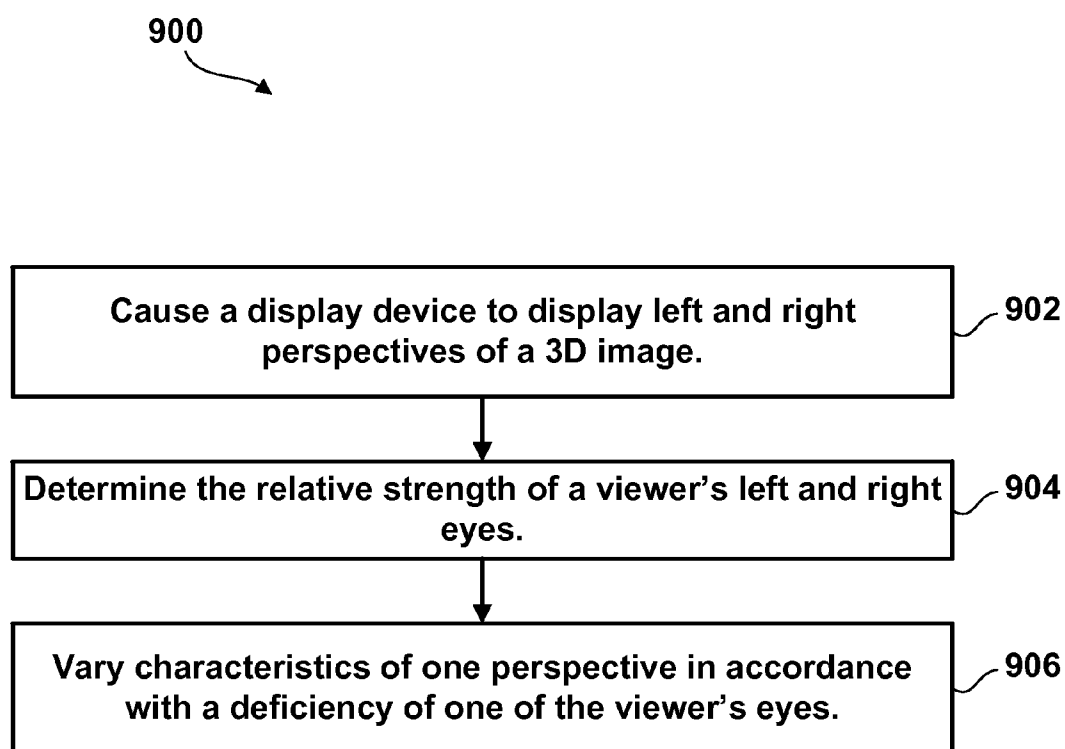 900
Cause a display device to display left and right
perspectives of a 3D image.
902
Determine the relative strength of a viewer's left and right
eyes.
904
Vary characteristics of one perspective in accordance
with a deficiency of one of the viewer's eyes.
906